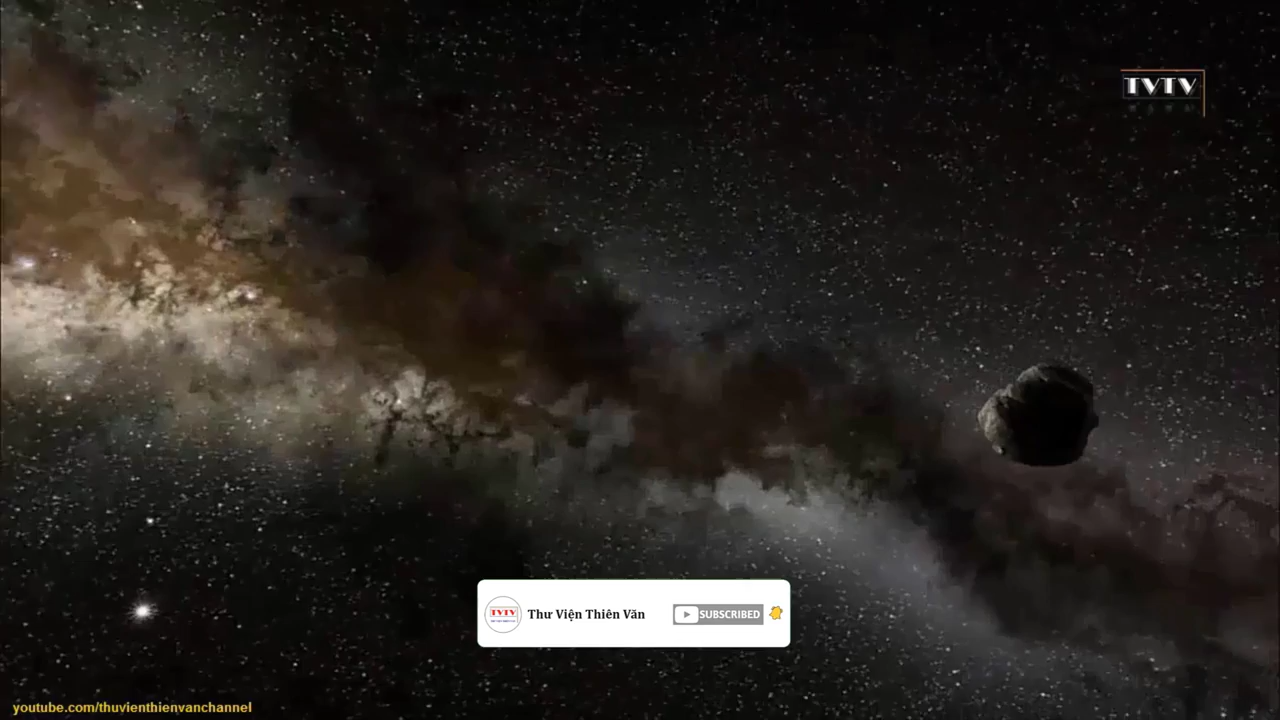 TVTV
TVTV
Thư Viện Thiên Văn
SUBSCRIBED
youtube.com/thuvienthienvanchannel